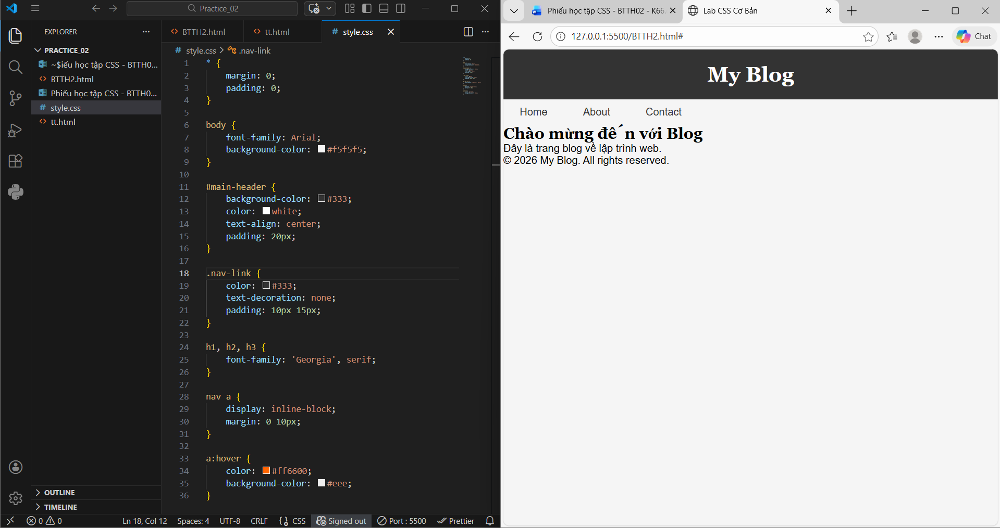 Practice_02
EXPLORER
PRACTICE_02
~$iếu học tập CSS - BTTH0...
BTTH2.html
Phiếu học tập CSS - BTTH0...
style.css
tt.html
OUTLINE
TIMELINE
BTTH2.html
tt.html
style.css
style.css > .nav-link
1 * {
2 margin: 0;
3 padding: 0;
4 }
5
6 body {
7 font-family: Arial;
8 background-color: #f5f5f5;
9 }
10
11 #main-header {
12 background-color: #333;
13 color: white;
14 text-align: center;
15 padding: 20px;
16 }
17
18 .nav-link {
19 color: #333;
20 text-decoration: none;
21 padding: 10px 15px;
22 }
23
24 h1, h2, h3 {
25 font-family: 'Georgia', serif;
26 }
27
28 nav a {
29 display: inline-block;
30 margin: 0 10px;
31 }
32
33 a:hover {
34 color: #ff6600;
35 background-color: #eee;
36 }
0 0 Ln 18, Col 12 Spaces: 4 UTF-8 CRLF {} CSS Signed out Port : 5500 Prettier
Phiếu học tập CSS - BTTH02 - K66.
Lab CSS Cơ Bản
127.0.0.1:5500/BTTH2.html#
Chat
My Blog
Home About Contact
Chào mừng đến với Blog
Đây là trang blog về lập trình web.
© 2026 My Blog. All rights reserved.